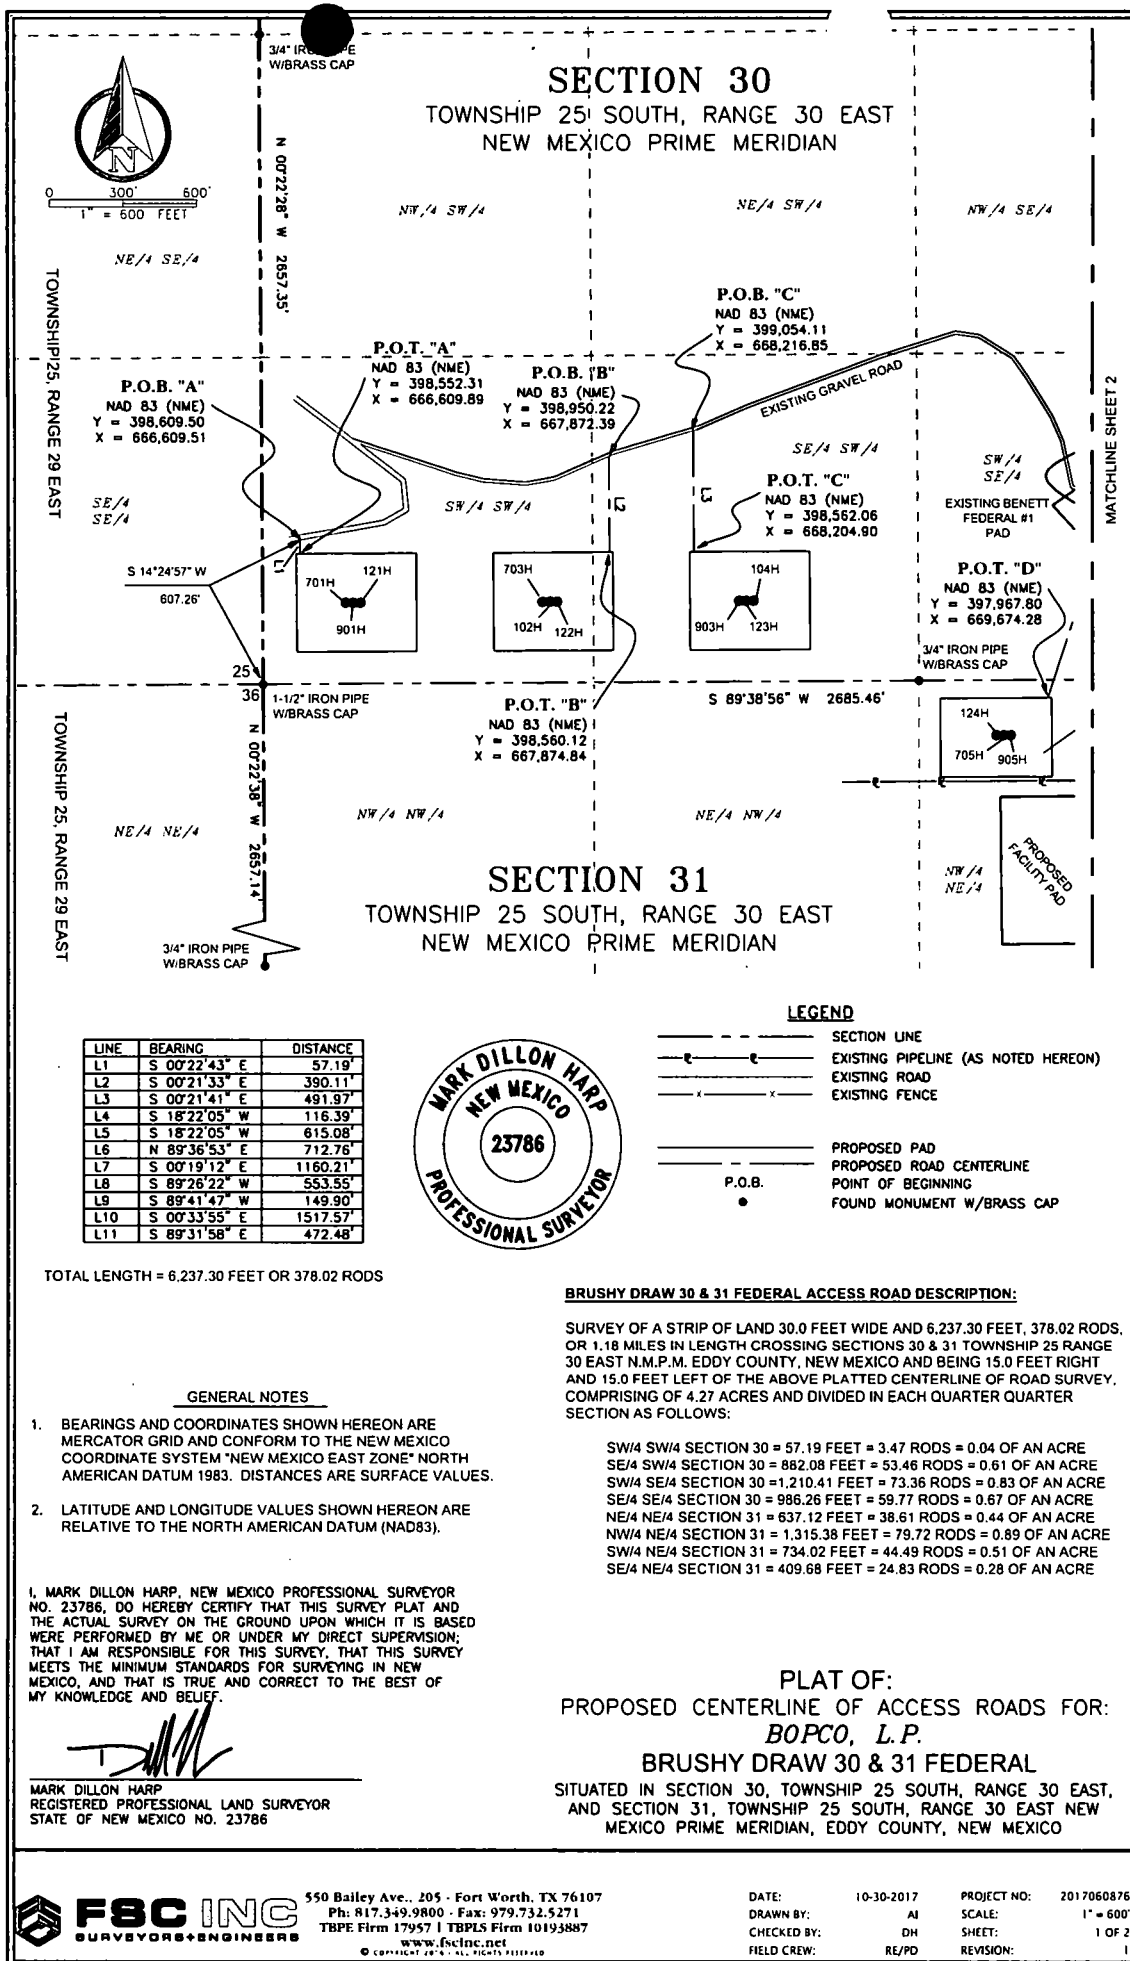 3/4" IRON PIPE
W/BRASS CAP
SECTION 30
TOWNSHIP 25 SOUTH, RANGE 30 EAST
NEW MEXICO PRIME MERIDIAN
N
0 300' 600'
1" = 600 FEET
N 00°22'28" W 2657.35'
NW/4 SW/4
NE/4 SW/4
NW/4 SE/4
NE/4 SE/4
TOWNSHIP 25, RANGE 29 EAST
P.O.B. "C"
NAD 83 (NME)
Y = 399,054.11
X = 668,216.85
P.O.T. "A"
NAD 83 (NME)
Y = 398,552.31
X = 666,609.89
P.O.B. "B"
NAD 83 (NME)
Y = 398,950.22
X = 667,872.39
P.O.B. "A"
NAD 83 (NME)
Y = 398,609.50
X = 666,609.51
EXISTING GRAVEL ROAD
MATCHLINE SHEET 2
SE/4
SE/4
SW/4 SW/4
SE/4 SW/4
SW/4
SE/4
L2
L3
P.O.T. "C"
NAD 83 (NME)
Y = 398,562.06
X = 668,204.90
EXISTING BENETT
FEDERAL #1
PAD
S 14°24'57" W
607.26'
L1
701H
121H
901H
703H
102H
122H
104H
903H
123H
P.O.T. "D"
NAD 83 (NME)
Y = 397,967.80
X = 669,674.28
3/4" IRON PIPE
W/BRASS CAP
25
36
1-1/2" IRON PIPE
W/BRASS CAP
S 89°38'56" W 2685.46'
P.O.T. "B"
NAD 83 (NME)
Y = 398,560.12
X = 667,874.84
124H
705H
905H
TOWNSHIP 25, RANGE 29 EAST
N 00°22'38" W 2657.14'
NE/4 NE/4
NW/4 NW/4
NE/4 NW/4
NW/4
NE/4
PROPOSED
FACILITY PAD
SECTION 31
TOWNSHIP 25 SOUTH, RANGE 30 EAST
NEW MEXICO PRIME MERIDIAN
3/4" IRON PIPE
W/BRASS CAP
LINE BEARING DISTANCE
L1 S 00°22'43" E 57.19'
L2 S 00°21'33" E 390.11'
L3 S 00°21'41" E 491.97'
L4 S 18°22'05" W 116.39'
L5 S 18°22'05" W 615.08'
L6 N 89°36'53" E 712.76'
L7 S 00°19'12" E 1160.21'
L8 S 89°26'22" W 553.55'
L9 S 89°41'47" W 149.90'
L10 S 00°33'55" E 1517.57'
L11 S 89°31'58" E 472.48'
TOTAL LENGTH = 6,237.30 FEET OR 378.02 RODS
MARK DILLON HARP
NEW MEXICO
23786
PROFESSIONAL SURVEYOR
LEGEND
SECTION LINE
EXISTING PIPELINE (AS NOTED HEREON)
EXISTING ROAD
EXISTING FENCE
PROPOSED PAD
PROPOSED ROAD CENTERLINE
P.O.B. POINT OF BEGINNING
FOUND MONUMENT W/BRASS CAP
BRUSHY DRAW 30 & 31 FEDERAL ACCESS ROAD DESCRIPTION:
SURVEY OF A STRIP OF LAND 30.0 FEET WIDE AND 6,237.30 FEET, 378.02 RODS,
OR 1.18 MILES IN LENGTH CROSSING SECTIONS 30 & 31 TOWNSHIP 25 RANGE
30 EAST N.M.P.M. EDDY COUNTY, NEW MEXICO AND BEING 15.0 FEET RIGHT
AND 15.0 FEET LEFT OF THE ABOVE PLATTED CENTERLINE OF ROAD SURVEY,
COMPRISING OF 4.27 ACRES AND DIVIDED IN EACH QUARTER QUARTER
SECTION AS FOLLOWS:
SW/4 SW/4 SECTION 30 = 57.19 FEET = 3.47 RODS = 0.04 OF AN ACRE
SE/4 SW/4 SECTION 30 = 882.08 FEET = 53.46 RODS = 0.61 OF AN ACRE
SW/4 SE/4 SECTION 30 =1,210.41 FEET = 73.36 RODS = 0.83 OF AN ACRE
SE/4 SE/4 SECTION 30 = 986.26 FEET = 59.77 RODS = 0.67 OF AN ACRE
NE/4 NE/4 SECTION 31 = 637.12 FEET = 38.61 RODS = 0.44 OF AN ACRE
NW/4 NE/4 SECTION 31 = 1,315.38 FEET = 79.72 RODS = 0.89 OF AN ACRE
SW/4 NE/4 SECTION 31 = 734.02 FEET = 44.49 RODS = 0.51 OF AN ACRE
SE/4 NE/4 SECTION 31 = 409.68 FEET = 24.83 RODS = 0.28 OF AN ACRE
GENERAL NOTES
1. BEARINGS AND COORDINATES SHOWN HEREON ARE
MERCATOR GRID AND CONFORM TO THE NEW MEXICO
COORDINATE SYSTEM "NEW MEXICO EAST ZONE" NORTH
AMERICAN DATUM 1983. DISTANCES ARE SURFACE VALUES.
2. LATITUDE AND LONGITUDE VALUES SHOWN HEREON ARE
RELATIVE TO THE NORTH AMERICAN DATUM (NAD83).
I, MARK DILLON HARP, NEW MEXICO PROFESSIONAL SURVEYOR
NO. 23786, DO HEREBY CERTIFY THAT THIS SURVEY PLAT AND
THE ACTUAL SURVEY ON THE GROUND UPON WHICH IT IS BASED
WERE PERFORMED BY ME OR UNDER MY DIRECT SUPERVISION;
THAT I AM RESPONSIBLE FOR THIS SURVEY, THAT THIS SURVEY
MEETS THE MINIMUM STANDARDS FOR SURVEYING IN NEW
MEXICO, AND THAT IS TRUE AND CORRECT TO THE BEST OF
MY KNOWLEDGE AND BELIEF.
MARK DILLON HARP
REGISTERED PROFESSIONAL LAND SURVEYOR
STATE OF NEW MEXICO NO. 23786
PLAT OF:
PROPOSED CENTERLINE OF ACCESS ROADS FOR:
BOPCO, L.P.
BRUSHY DRAW 30 & 31 FEDERAL
SITUATED IN SECTION 30, TOWNSHIP 25 SOUTH, RANGE 30 EAST,
AND SECTION 31, TOWNSHIP 25 SOUTH, RANGE 30 EAST NEW
MEXICO PRIME MERIDIAN, EDDY COUNTY, NEW MEXICO
FSC INC
SURVEYORS+ENGINEERS
550 Bailey Ave., 205 - Fort Worth, TX 76107
Ph: 817.349.9800 - Fax: 979.732.5271
TBPE Firm 17957 | TBPLS Firm 10193887
www.fscinc.net
© COPYRIGHT 2016 - ALL RIGHTS RESERVED
DATE: 10-30-2017
DRAWN BY: AI
CHECKED BY: DH
FIELD CREW: RE/PD
PROJECT NO: 2017060876
SCALE: 1" = 600'
SHEET: 1 OF 2
REVISION: 1